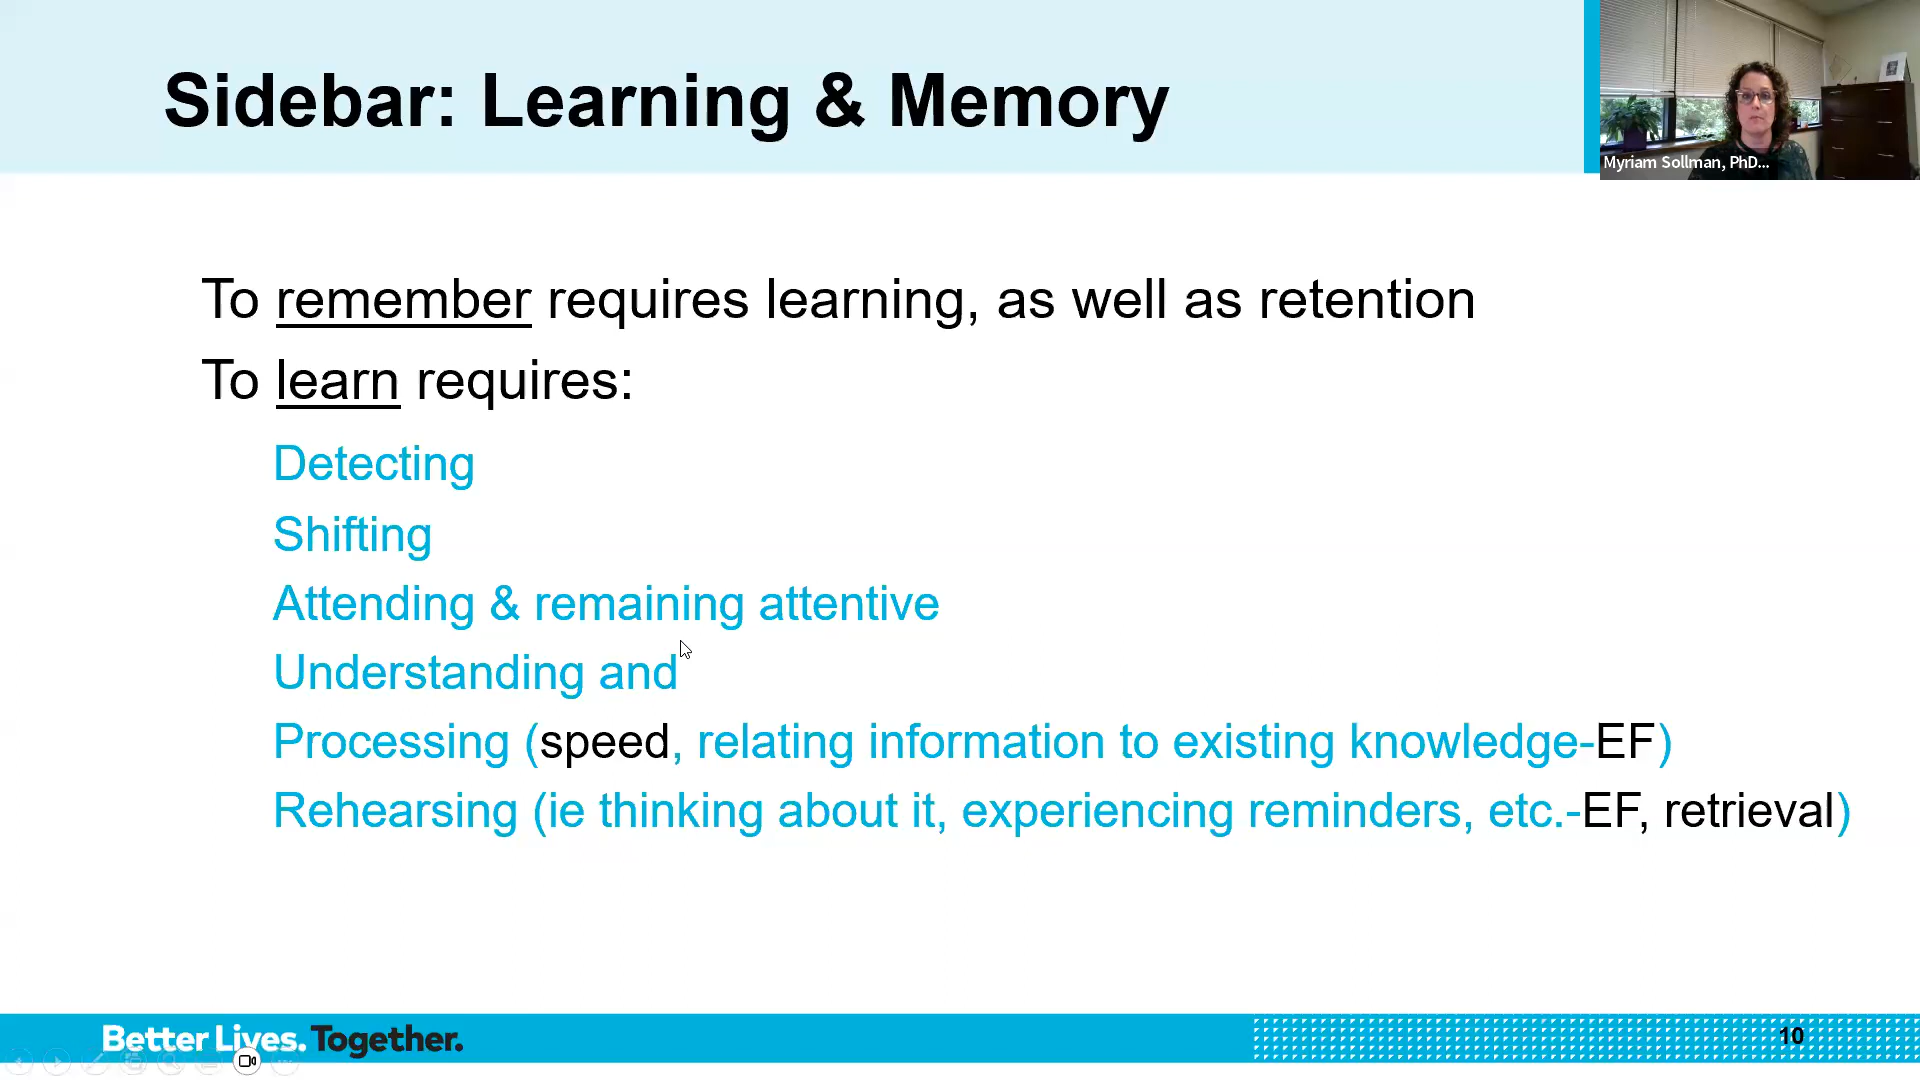 Sidebar: Learning & Memory
Myriam Sollman, PhD...
To remember requires learning, as well as retention
To learn requires:
Detecting
Shifting
Attending & remaining attentive
Understanding and
Processing (speed, relating information to existing knowledge-EF)
Rehearsing (ie thinking about it, experiencing reminders, etc.-EF, retrieval)
Better Lives. Together.
10